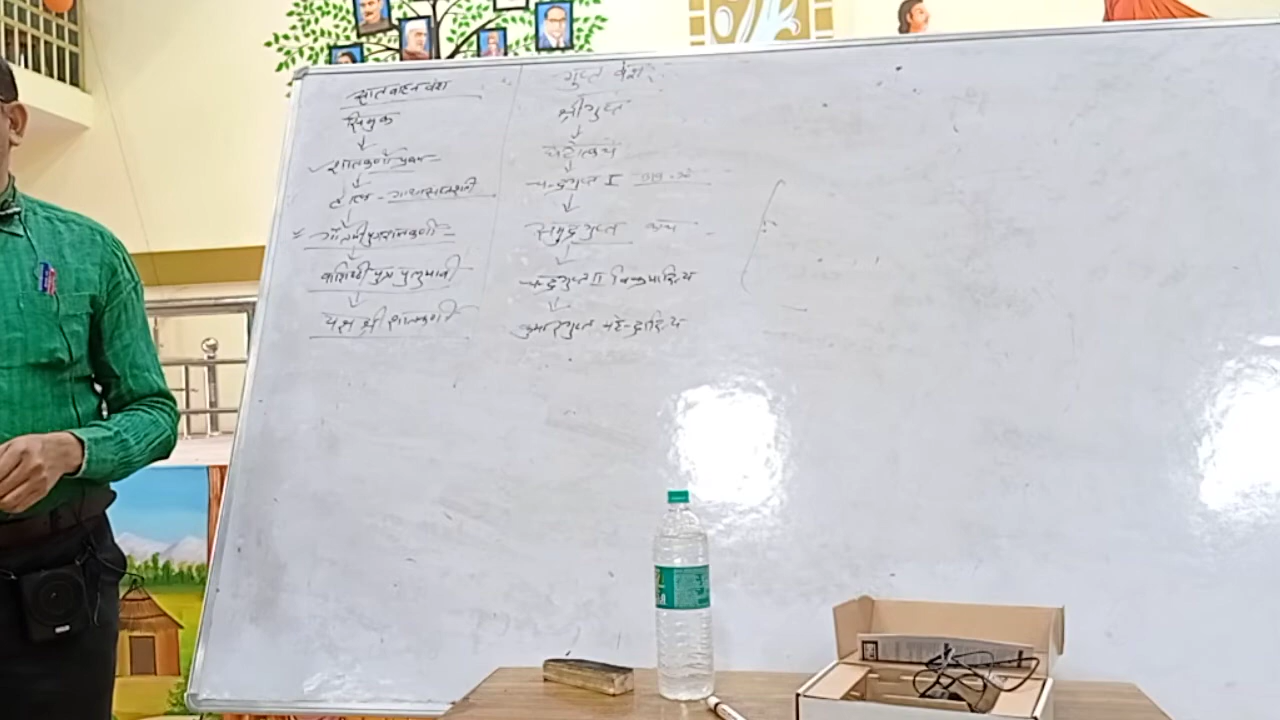 सातवाहन वंश
सिमुक
↓
शातकर्णी प्रथम
↓
हाल - गाथासप्तशती
↓
गौतमीपुत्र शातकर्णी
↓
वाशिष्ठी पुत्र पुलुमावी
↓
यज्ञ श्री शातकर्णी
गुप्त वंश:
श्रीगुप्त
↓
घटोत्कच
↓
चन्द्रगुप्त I
↓
समुद्रगुप्त
↓
चन्द्रगुप्त II विक्रमादित्य
↓
कुमारगुप्त महेन्द्रादित्य